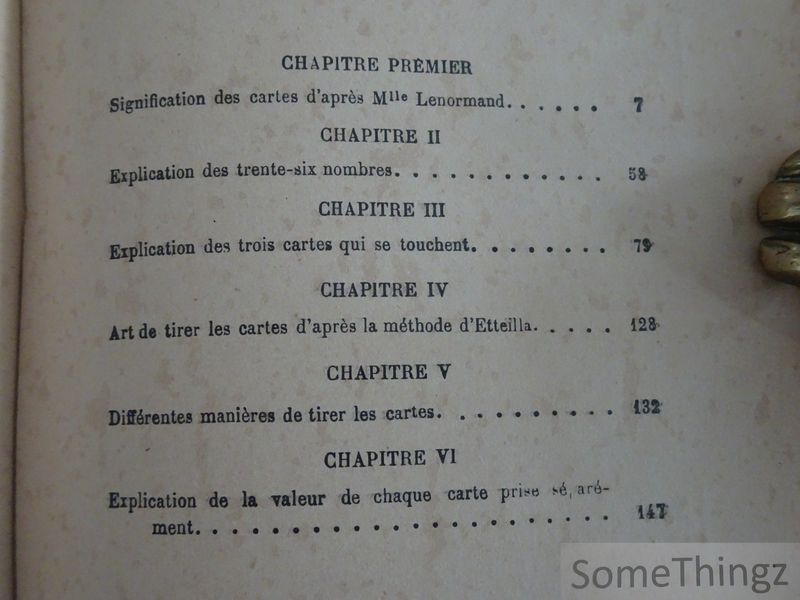 CHAPITRE PREMIER
Signification des cartes d'après Mlle Lenormand. . . . . . 7
CHAPITRE II
Explication des trente-six nombres. . . . . . . . . . . . 58
CHAPITRE III
Explication des trois cartes qui se touchent. . . . . . . . 79
CHAPITRE IV
Art de tirer les cartes d'après la méthode d'Etteilla. . . . . 128
CHAPITRE V
Différentes manières de tirer les cartes. . . . . . . . . . 132
CHAPITRE VI
Explication de la valeur de chaque carte prise séparé-
ment. . . . . . . . . . . . . . . . . . . . . . 147
SomeThingz